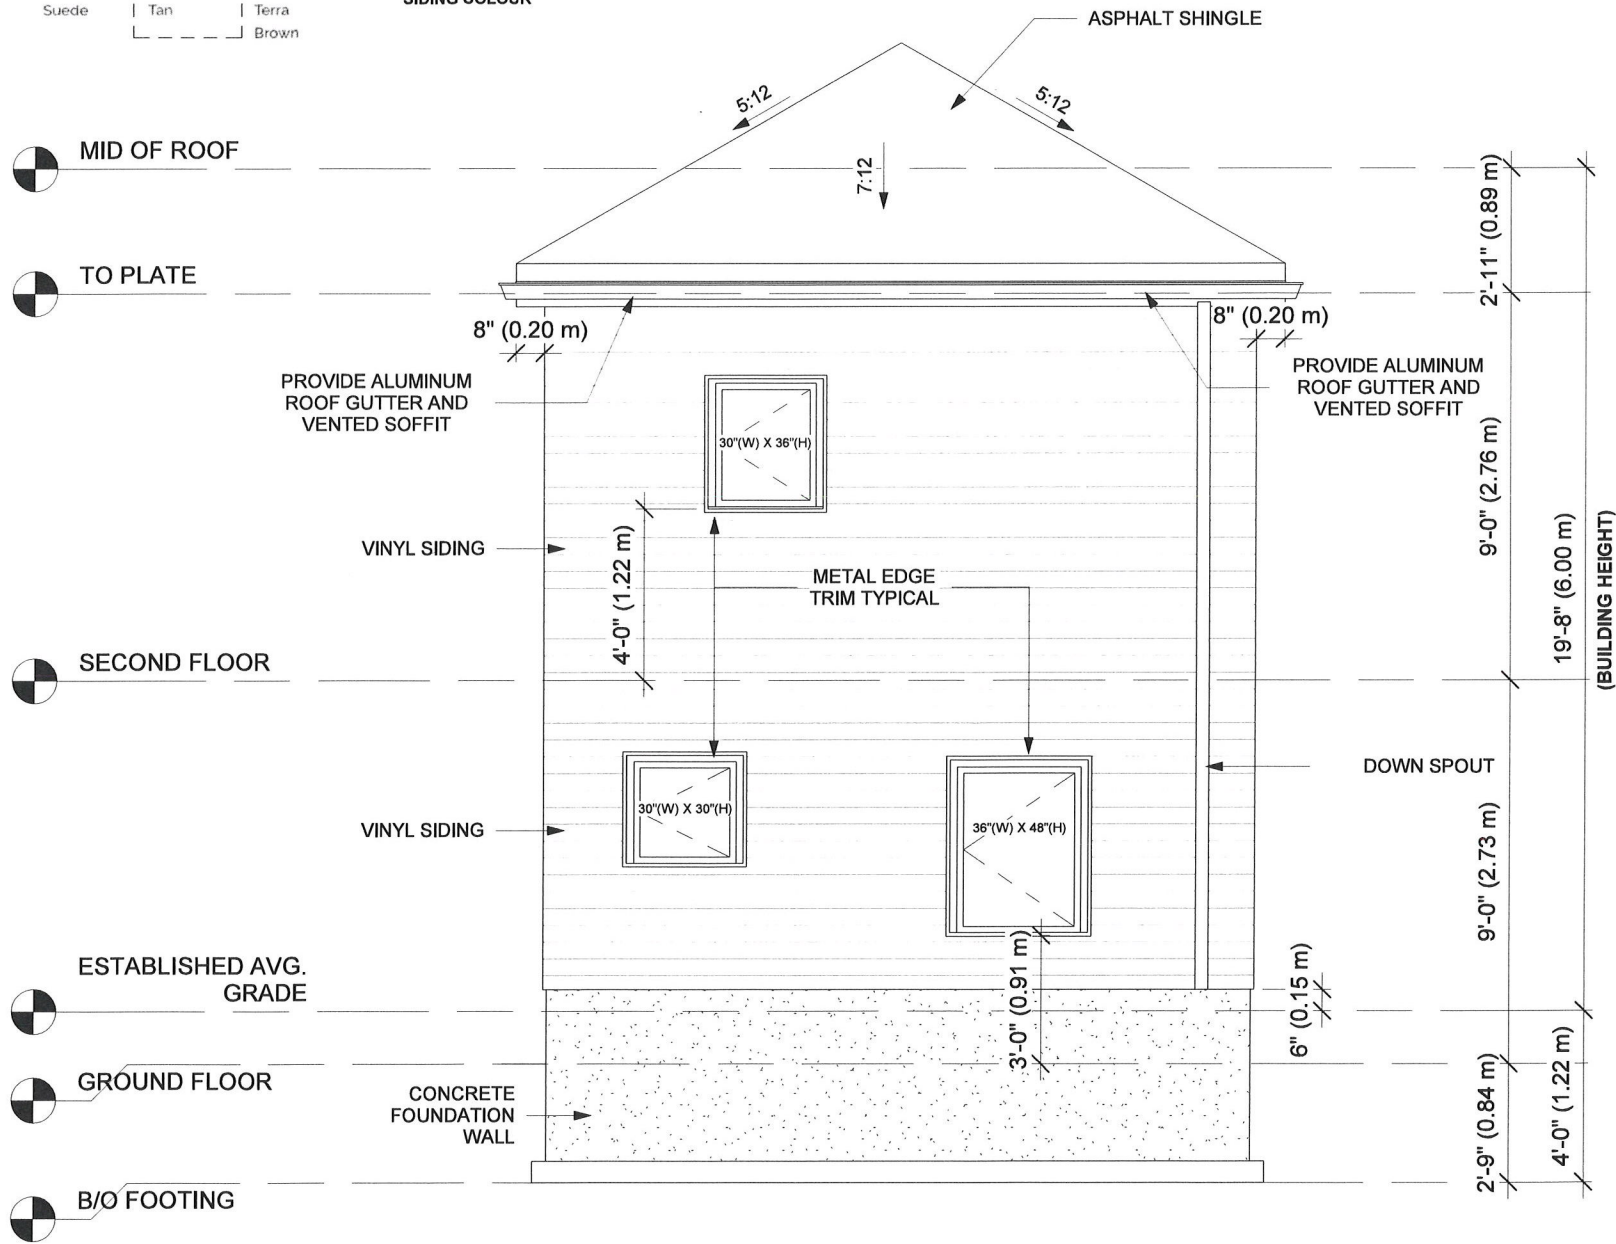 SIDING COLOUR
Suede
Tan
Terra
Brown
ASPHALT SHINGLE
5:12
5:12
7:12
MID OF ROOF
TO PLATE
8" (0.20 m)
8" (0.20 m)
PROVIDE ALUMINUM
ROOF GUTTER AND
VENTED SOFFIT
PROVIDE ALUMINUM
ROOF GUTTER AND
VENTED SOFFIT
30"(W) X 36"(H)
VINYL SIDING
4'-0" (1.22 m)
METAL EDGE
TRIM TYPICAL
SECOND FLOOR
30"(W) X 30"(H)
36"(W) X 48"(H)
VINYL SIDING
DOWN SPOUT
3'-0" (0.91 m)
6" (0.15 m)
ESTABLISHED AVG.
GRADE
GROUND FLOOR
CONCRETE
FOUNDATION
WALL
B/O FOOTING
2'-11" (0.89 m)
9'-0" (2.76 m)
9'-0" (2.73 m)
2'-9" (0.84 m)
19'-8" (6.00 m)
(BUILDING HEIGHT)
4'-0" (1.22 m)